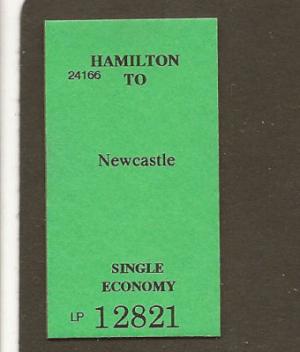 HAMILTON
24166 TO
Newcastle
SINGLE
ECONOMY
LP 12821